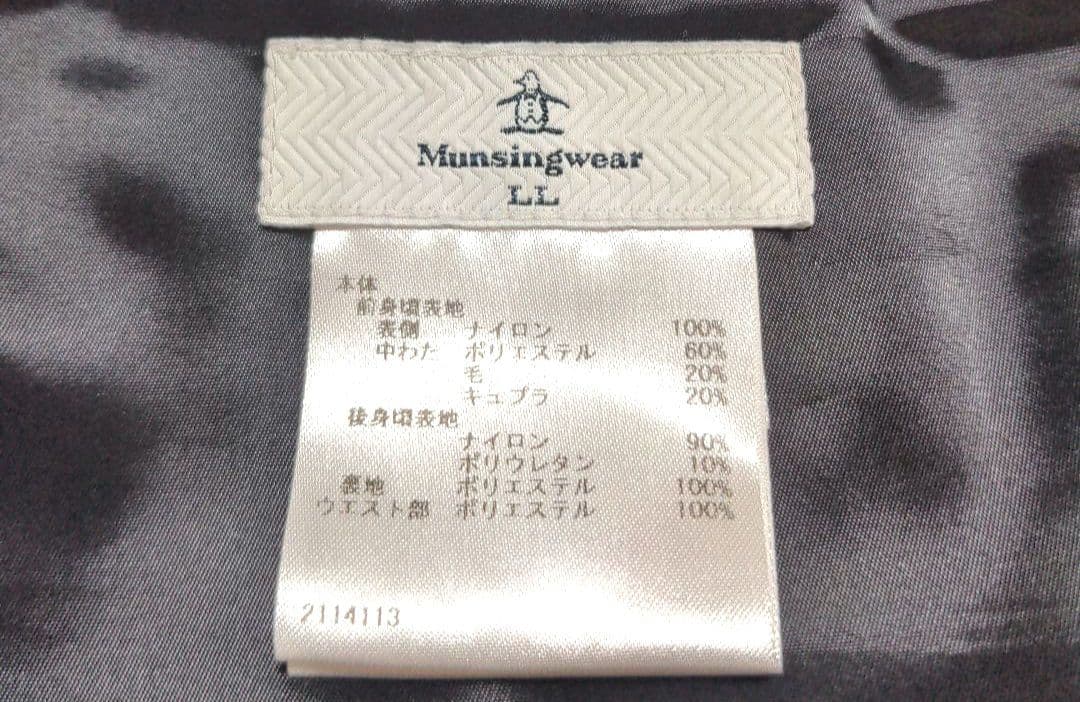 Munsingwear
LL
本体
前身頃表地
表側 ナイロン 100%
中わた ポリエステル 60%
毛 20%
キュプラ 20%
後身頃表地
ナイロン 90%
ポリウレタン 10%
裏地 ポリエステル 100%
ウエスト部 ポリエステル 100%
2114113